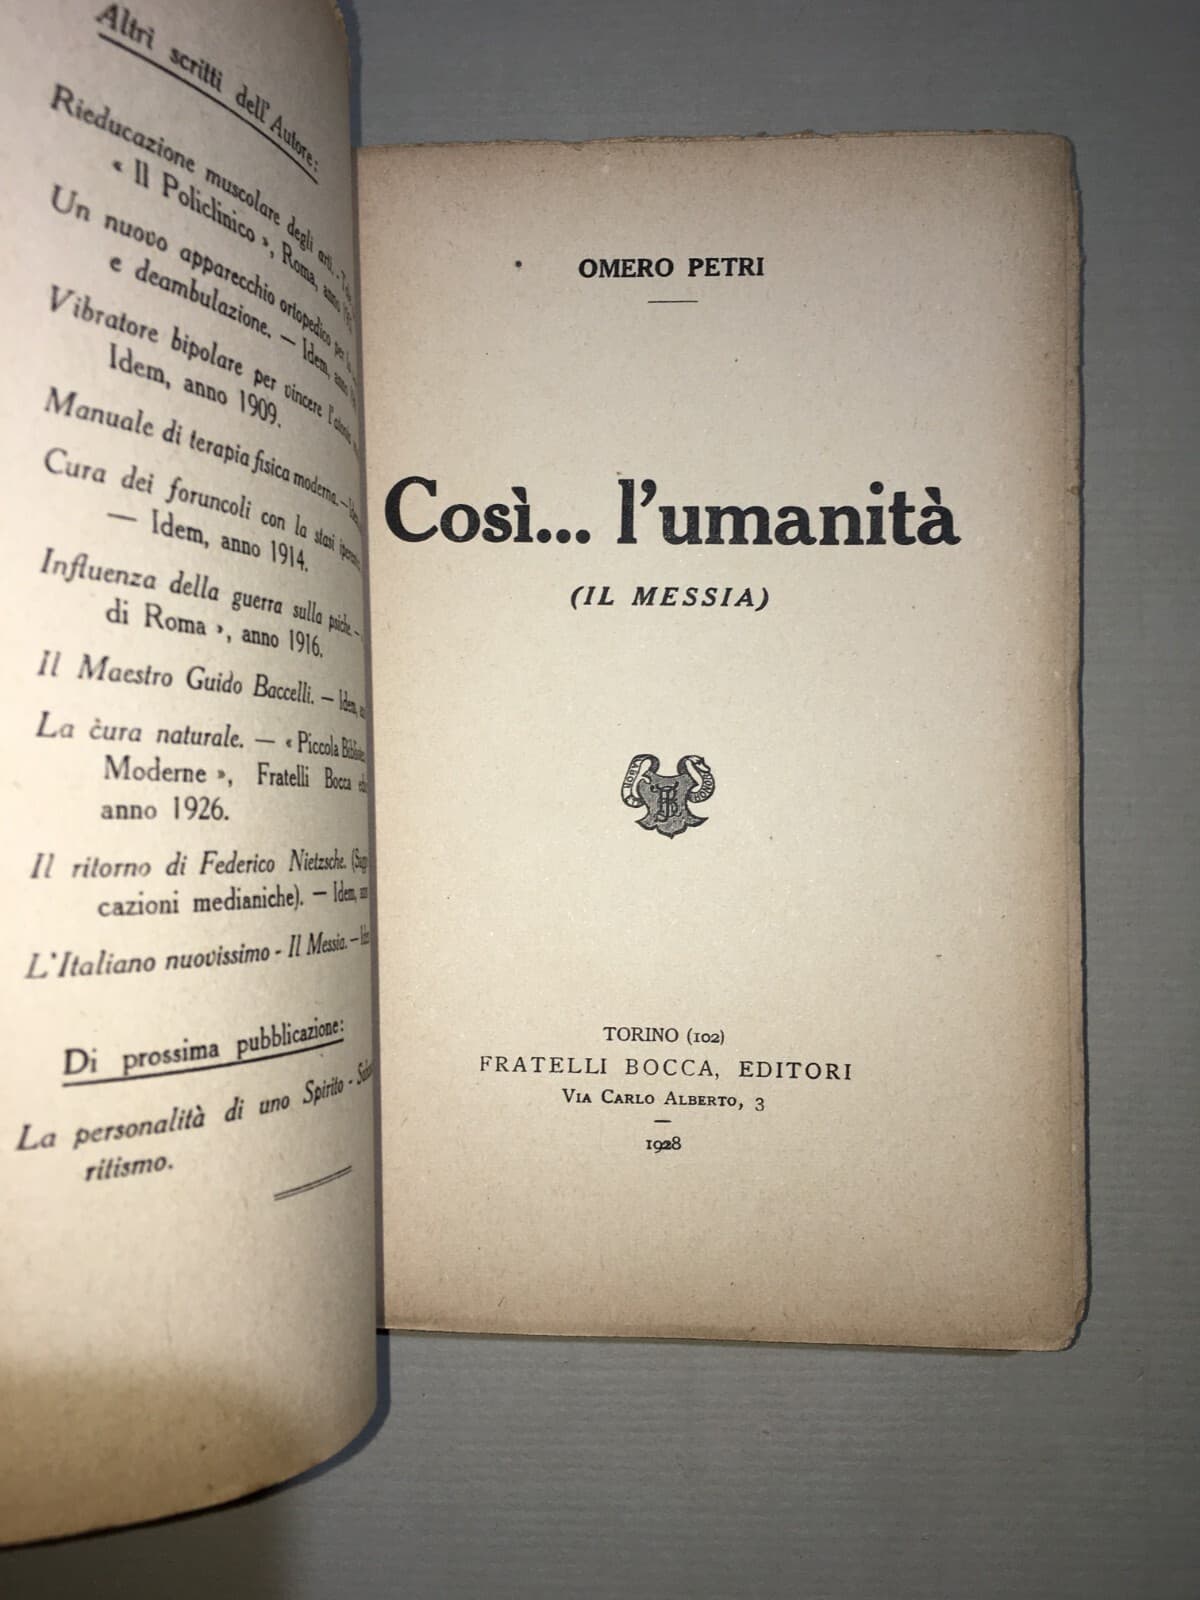 Altri scritti dell'Autore:
Rieducazione muscolare degli arti. -
« Il Policlinico », Roma, anno
Un nuovo apparecchio ortopedico per la
e deambulazione. — Idem, anno
Vibratore bipolare per vincere l'atonia
Idem, anno 1909.
Manuale di terapia fisica moderna. —
Cura dei foruncoli con la stasi
— Idem, anno 1914.
Influenza della guerra sulla psiche. —
di Roma », anno 1916.
Il Maestro Guido Baccelli. — Idem,
La cura naturale. — « Piccola
Moderne », Fratelli Bocca
anno 1926.
Il ritorno di Federico Nietzsche.
cazioni medianiche). — Idem,
L'Italiano nuovissimo - Il Messia. —
Di prossima pubblicazione:
La personalità di uno Spirito -
ritismo.
OMERO PETRI
Così... l'umanità
(IL MESSIA)
TORINO (102)
FRATELLI BOCCA, EDITORI
Via Carlo Alberto, 3
1928